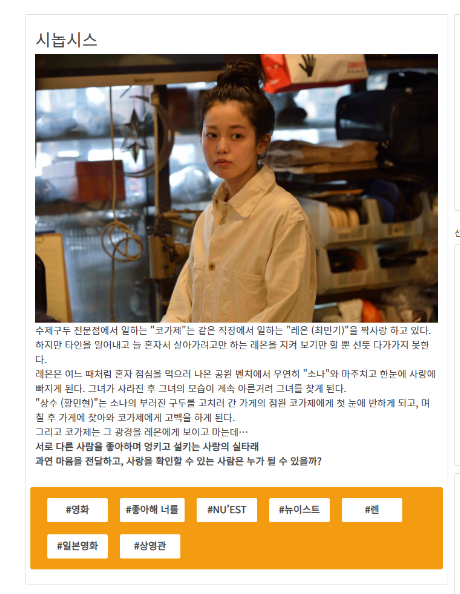 시놉시스
수제구두 전문점에서 일하는 "코가제"는 같은 직장에서 일하는 "레온 (최민기)"을 짝사랑 하고 있다.
하지만 타인을 밀어내고 늘 혼자서 살아가려고만 하는 레온을 지켜 보기만 할 뿐 선뜻 다가가지 못한
다.
레온은 여느 때처럼 혼자 점심을 먹으러 나온 공원 벤치에서 우연히 "소나"와 마주치고 한눈에 사랑에
빠지게 된다. 그녀가 사라진 후 그녀의 모습이 계속 아른거려 그녀를 찾게 된다.
"상수 (황민현)"는 소나의 부러진 구두를 고치러 간 가게의 점원 코가제에게 첫 눈에 반하게 되고, 며
칠 후 가게에 찾아와 코가제에게 고백을 하게 된다.
그리고 코가제는 그 광경을 레온에게 보이고 마는데…
서로 다른 사람을 좋아하며 엉키고 설키는 사랑의 실타래
과연 마음을 전달하고, 사랑을 확인할 수 있는 사람은 누가 될 수 있을까?
#영화 #좋아해 너를 #NU'EST #뉴이스트 #렌
#일본영화 #상영관